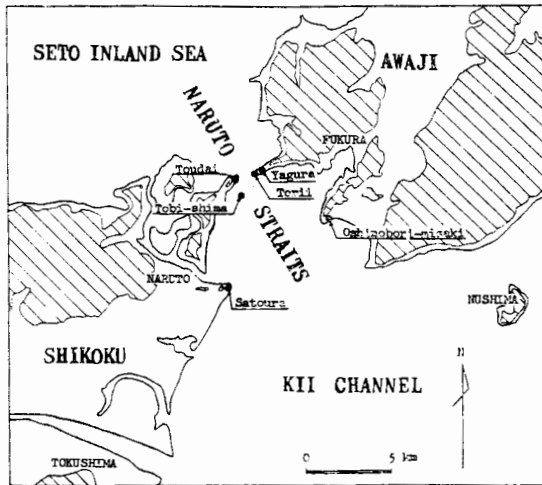 SETO INLAND SEA
AWAJI
NARUTO
STRAITS
FUKURA
Toudai
Yagura
Torii
Tobi-shima
Oshisobori-misaki
NARUTO
Satoura
NUSHIMA
SHIKOKU
KII CHANNEL
n
0 5 km
TOKUSHIMA